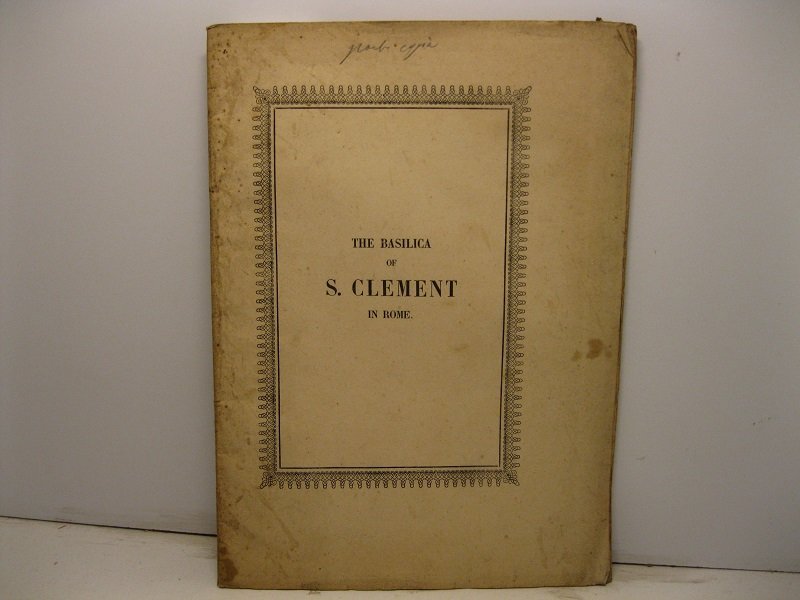 THE BASILICA
OF
S. CLEMENT
IN ROME.